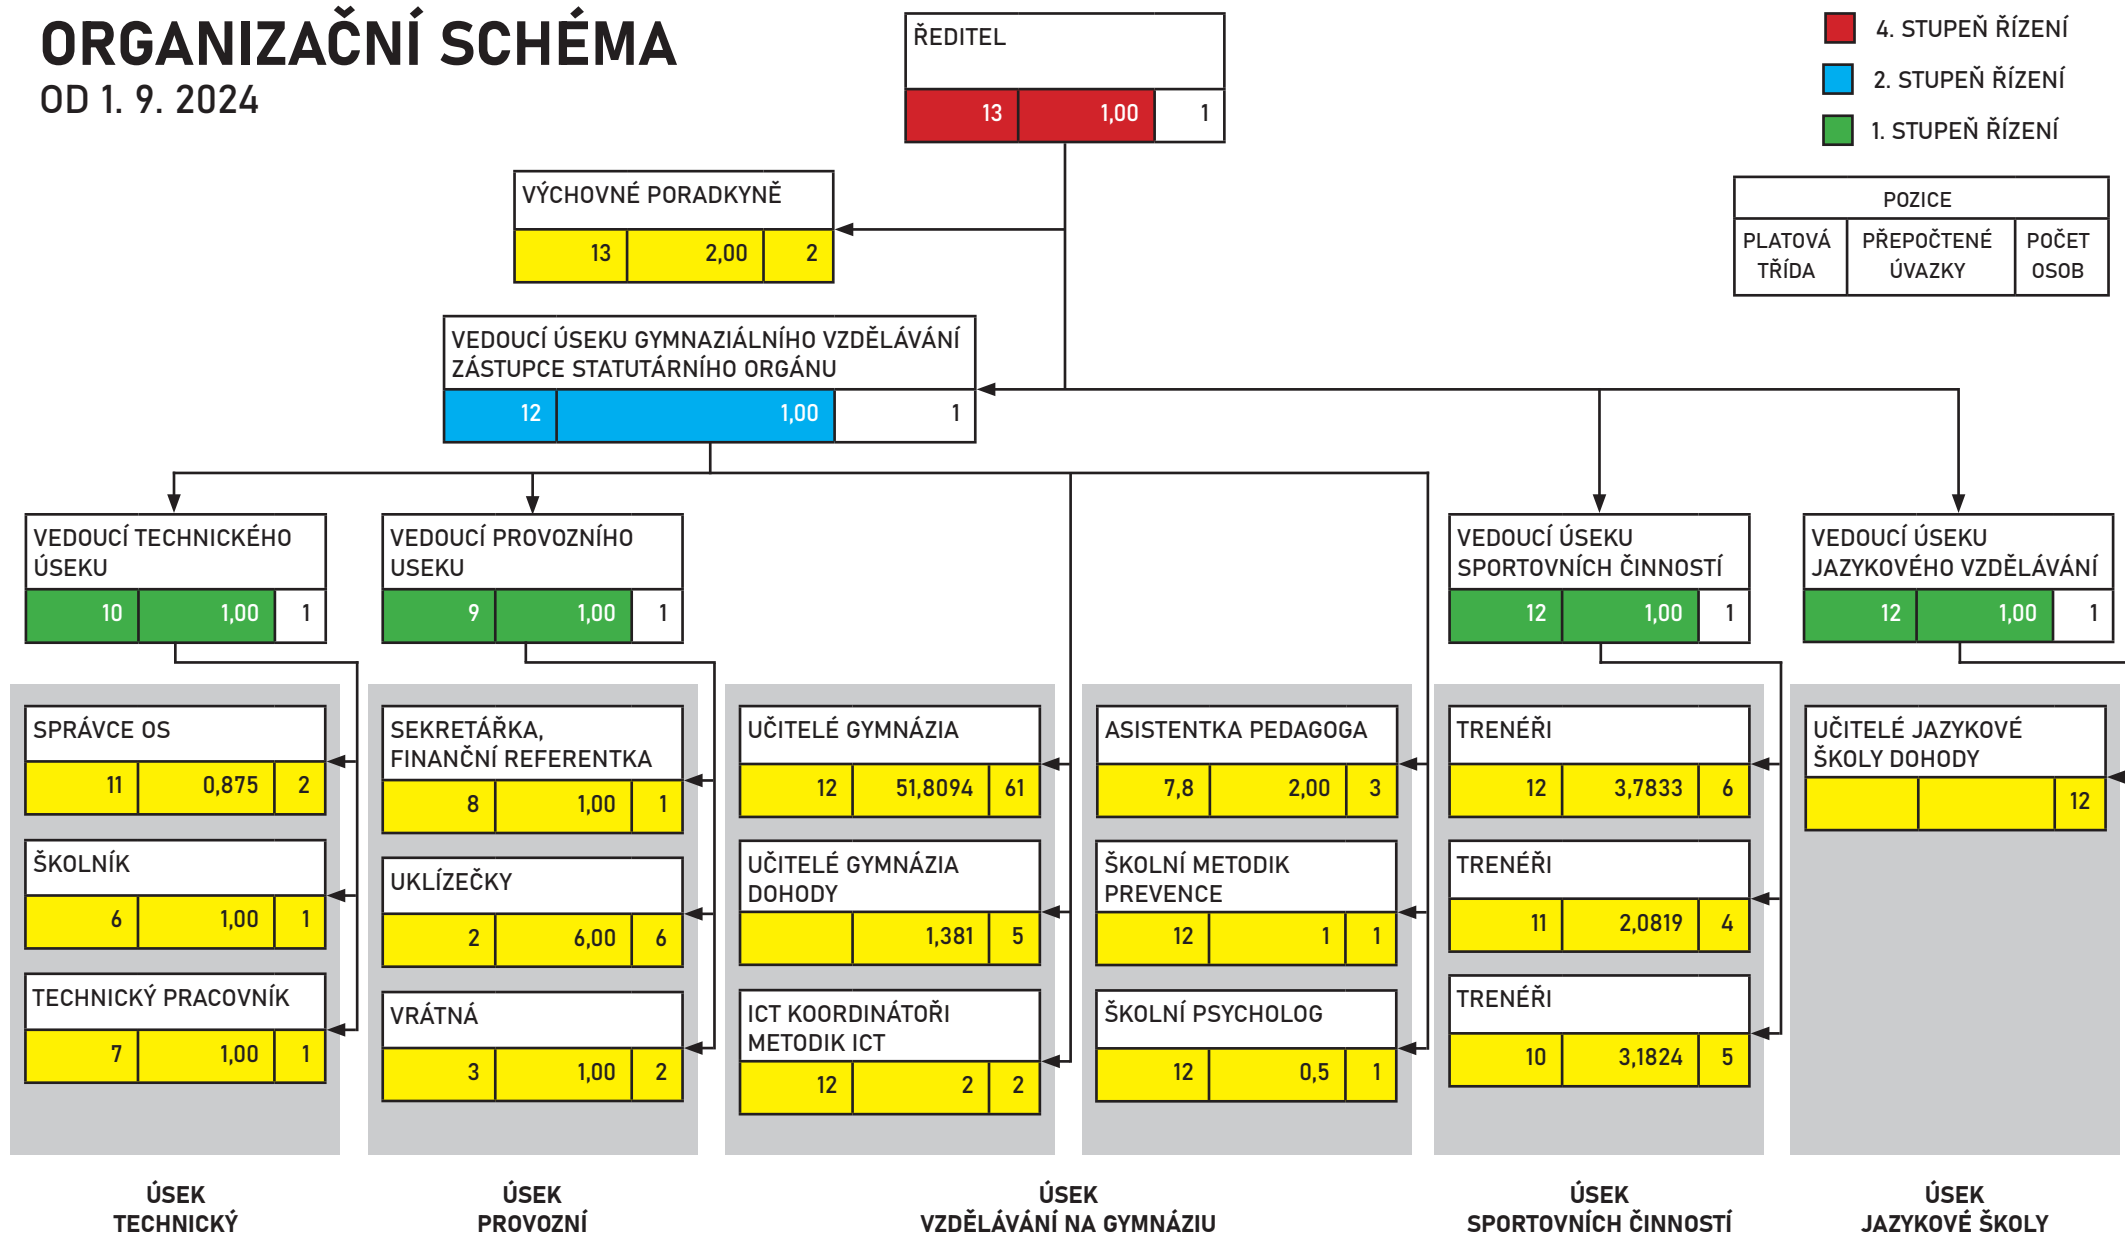 ORGANIZAČNÍ SCHÉMA
OD 1. 9. 2024
ŘEDITEL
13 1,00 1
4. STUPEŇ ŘÍZENÍ
2. STUPEŇ ŘÍZENÍ
1. STUPEŇ ŘÍZENÍ
POZICE
PLATOVÁ TŘÍDA
PŘEPOČTENÉ ÚVAZKY
POČET OSOB
VÝCHOVNÉ PORADKYNĚ
13 2,00 2
VEDOUCÍ ÚSEKU GYMNAZIÁLNÍHO VZDĚLÁVÁNÍ
ZÁSTUPCE STATUTÁRNÍHO ORGÁNU
12 1,00 1
VEDOUCÍ TECHNICKÉHO
ÚSEKU
10 1,00 1
VEDOUCÍ PROVOZNÍHO
USEKU
9 1,00 1
VEDOUCÍ ÚSEKU
SPORTOVNÍCH ČINNOSTÍ
12 1,00 1
VEDOUCÍ ÚSEKU
JAZYKOVÉHO VZDĚLÁVÁNÍ
12 1,00 1
SPRÁVCE OS
11 0,875 2
ŠKOLNÍK
6 1,00 1
TECHNICKÝ PRACOVNÍK
7 1,00 1
SEKRETÁŘKA,
FINANČNÍ REFERENTKA
8 1,00 1
UKLÍZEČKY
2 6,00 6
VRÁTNÁ
3 1,00 2
UČITELÉ GYMNÁZIA
12 51,8094 61
UČITELÉ GYMNÁZIA
DOHODY
1,381 5
ICT KOORDINÁTOŘI
METODIK ICT
12 2 2
ASISTENTKA PEDAGOGA
7,8 2,00 3
ŠKOLNÍ METODIK
PREVENCE
12 1 1
ŠKOLNÍ PSYCHOLOG
12 0,5 1
TRENÉŘI
12 3,7833 6
TRENÉŘI
11 2,0819 4
TRENÉŘI
10 3,1824 5
UČITELÉ JAZYKOVÉ
ŠKOLY DOHODY
12
ÚSEK
TECHNICKÝ
ÚSEK
PROVOZNÍ
ÚSEK
VZDĚLÁVÁNÍ NA GYMNÁZIU
ÚSEK
SPORTOVNÍCH ČINNOSTÍ
ÚSEK
JAZYKOVÉ ŠKOLY